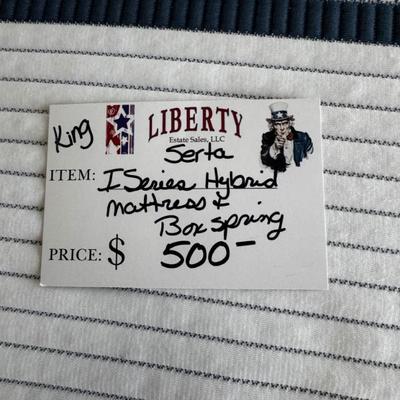 King
LIBERTY
Estate Sales, LLC
Serta
ITEM: I Series Hybrid
mattress &
Box spring
PRICE: $ 500-